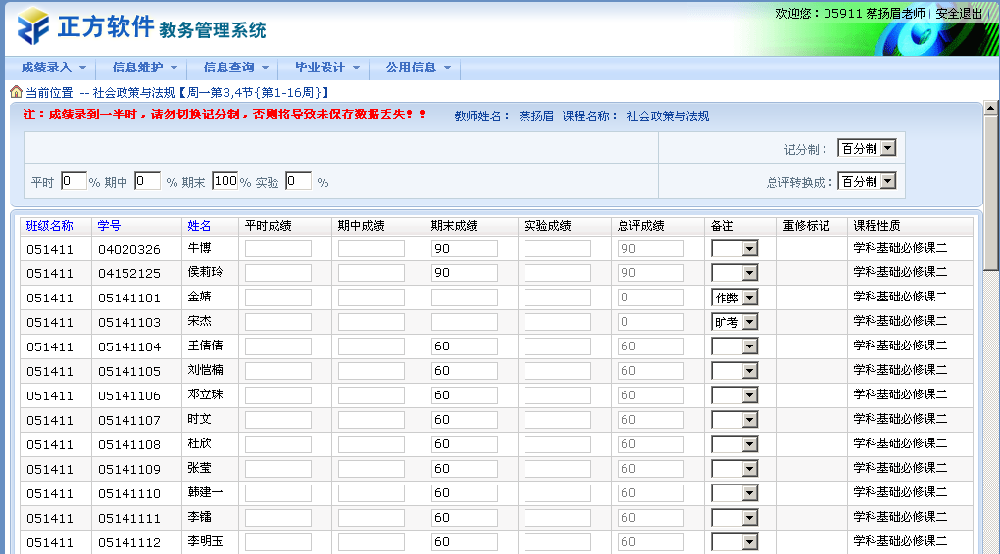 正方软件 教务管理系统
欢迎您：05911 蔡扬眉老师 | 安全退出 |
成绩录入 信息维护 信息查询 毕业设计 公用信息
当前位置 -- 社会政策与法规【周一第3,4节{第1-16周}】
注：成绩录到一半时，请勿切换记分制，否则将导致未保存数据丢失！！ 教师姓名： 蔡扬眉 课程名称： 社会政策与法规
记分制： 百分制
平时 0 % 期中 0 % 期末 100 % 实验 0 % 总评转换成： 百分制
班级名称 学号 姓名 平时成绩 期中成绩 期末成绩 实验成绩 总评成绩 备注 重修标记 课程性质
051411 04020326 牛博 90 90 学科基础必修课二
051411 04152125 侯莉玲 90 90 学科基础必修课二
051411 05141101 金婧 0 作弊 学科基础必修课二
051411 05141103 宋杰 0 旷考 学科基础必修课二
051411 05141104 王倩倩 60 60 学科基础必修课二
051411 05141105 刘恺楠 60 60 学科基础必修课二
051411 05141106 邓立珠 60 60 学科基础必修课二
051411 05141107 时文 60 60 学科基础必修课二
051411 05141108 杜欣 60 60 学科基础必修课二
051411 05141109 张莹 60 60 学科基础必修课二
051411 05141110 韩建一 60 60 学科基础必修课二
051411 05141111 李镭 60 60 学科基础必修课二
051411 05141112 李明玉 60 60 学科基础必修课二